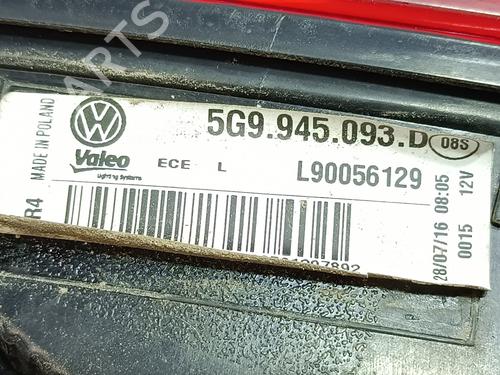 PARTS
MADE IN POLAND
5G9.945.093.D
08S
Valeo
Lighting Systems
ECE L
L90056129
R4
28/07/16 08:05
0015 12V